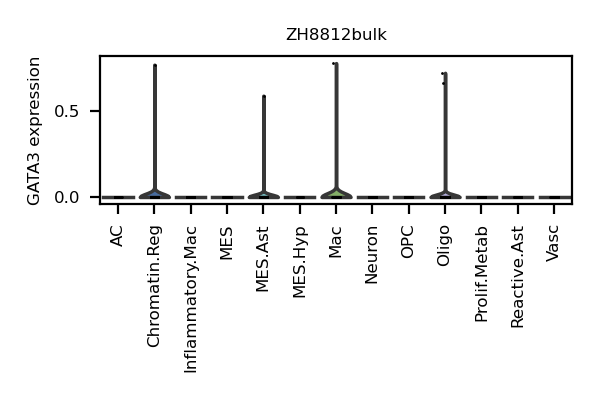 ZH8812bulk
GATA3 expression
0.5
0.0
AC
Chromatin.Reg
Inflammatory.Mac
MES
MES.Ast
MES.Hyp
Mac
Neuron
OPC
Oligo
Prolif.Metab
Reactive.Ast
Vasc